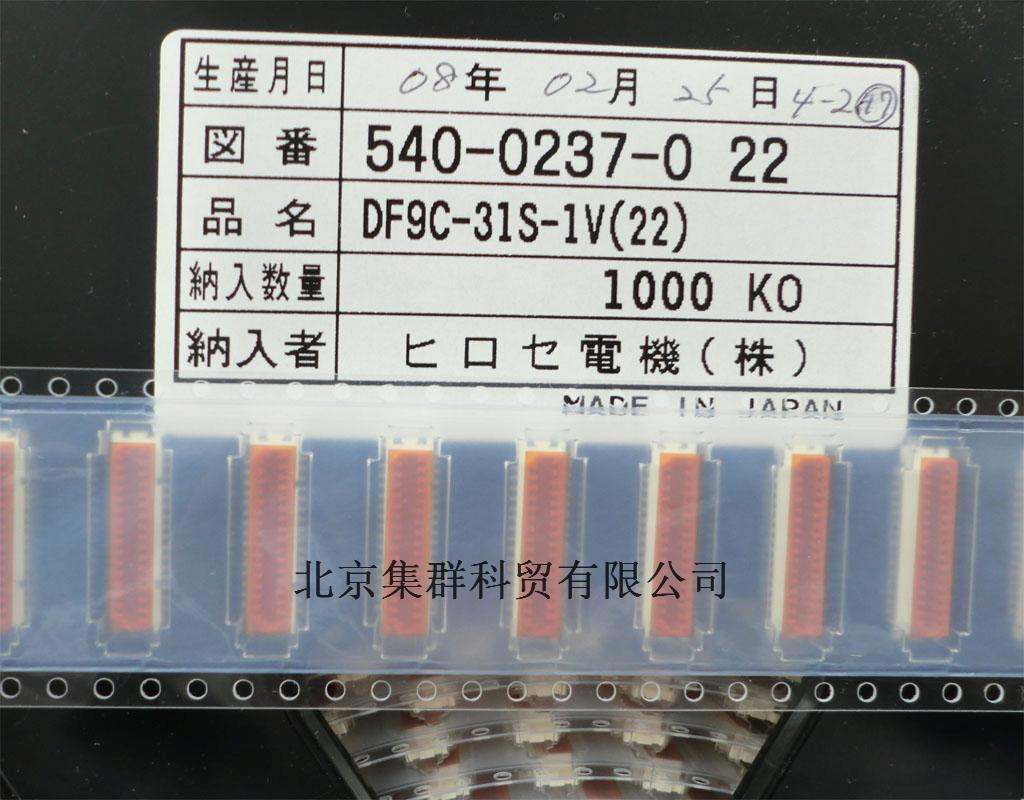 生産月日 08年 02月 25日 4-2
図番 540-0237-0 22
品名 DF9C-31S-1V(22)
納入数量 1000 KO
納入者 ヒロセ電機(株)
MADE IN JAPAN
北京集群科贸有限公司